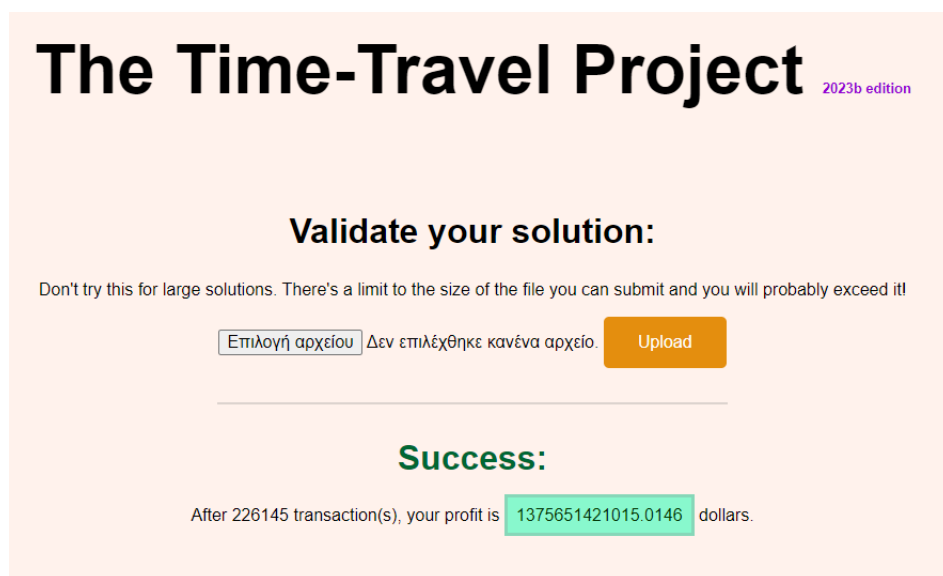 The Time-Travel Project 2023b edition
Validate your solution:
Don't try this for large solutions. There's a limit to the size of the file you can submit and you will probably exceed it!
Επιλογή αρχείου Δεν επιλέχθηκε κανένα αρχείο. Upload
Success:
After 226145 transaction(s), your profit is 1375651421015.0146 dollars.